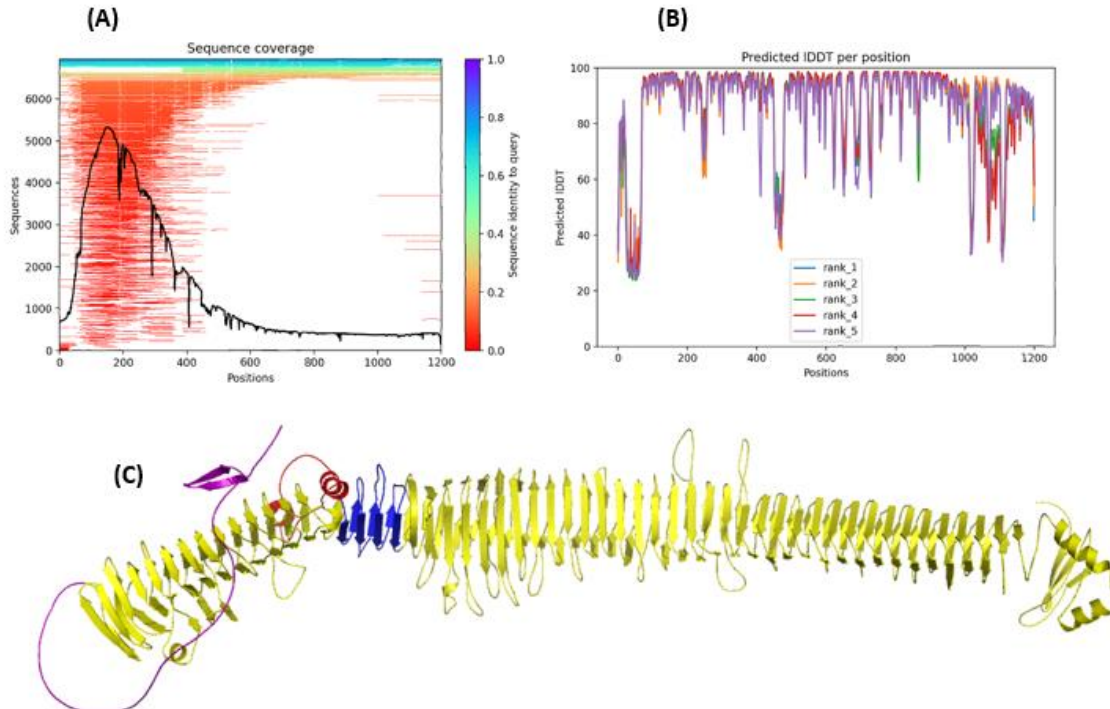 (A)
Sequence coverage
Sequences
6000
5000
4000
3000
2000
1000
0
0 200 400 600 800 1000 1200
Positions
1.0
0.8
0.6
0.4
0.2
0.0
Sequence identity to query
(B)
Predicted lDDT per position
Predicted lDDT
100
80
60
40
20
0
0 200 400 600 800 1000 1200
Positions
rank_1
rank_2
rank_3
rank_4
rank_5
(C)